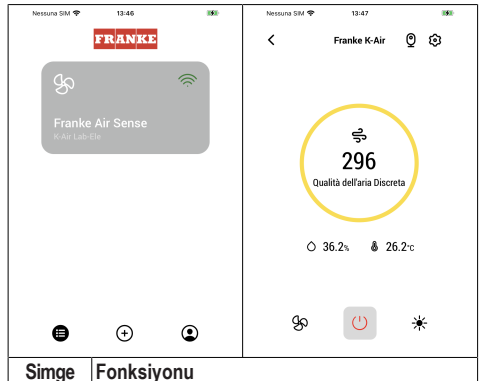 Nessuna SIM 13:46
FRANKE
Franke Air Sense
K-Air Lab-Els
Nessuna SIM 13:47
Franke K-Air
296
Qualità dell'aria Discreta
36.2% 26.2°C
Simge Fonksiyonu